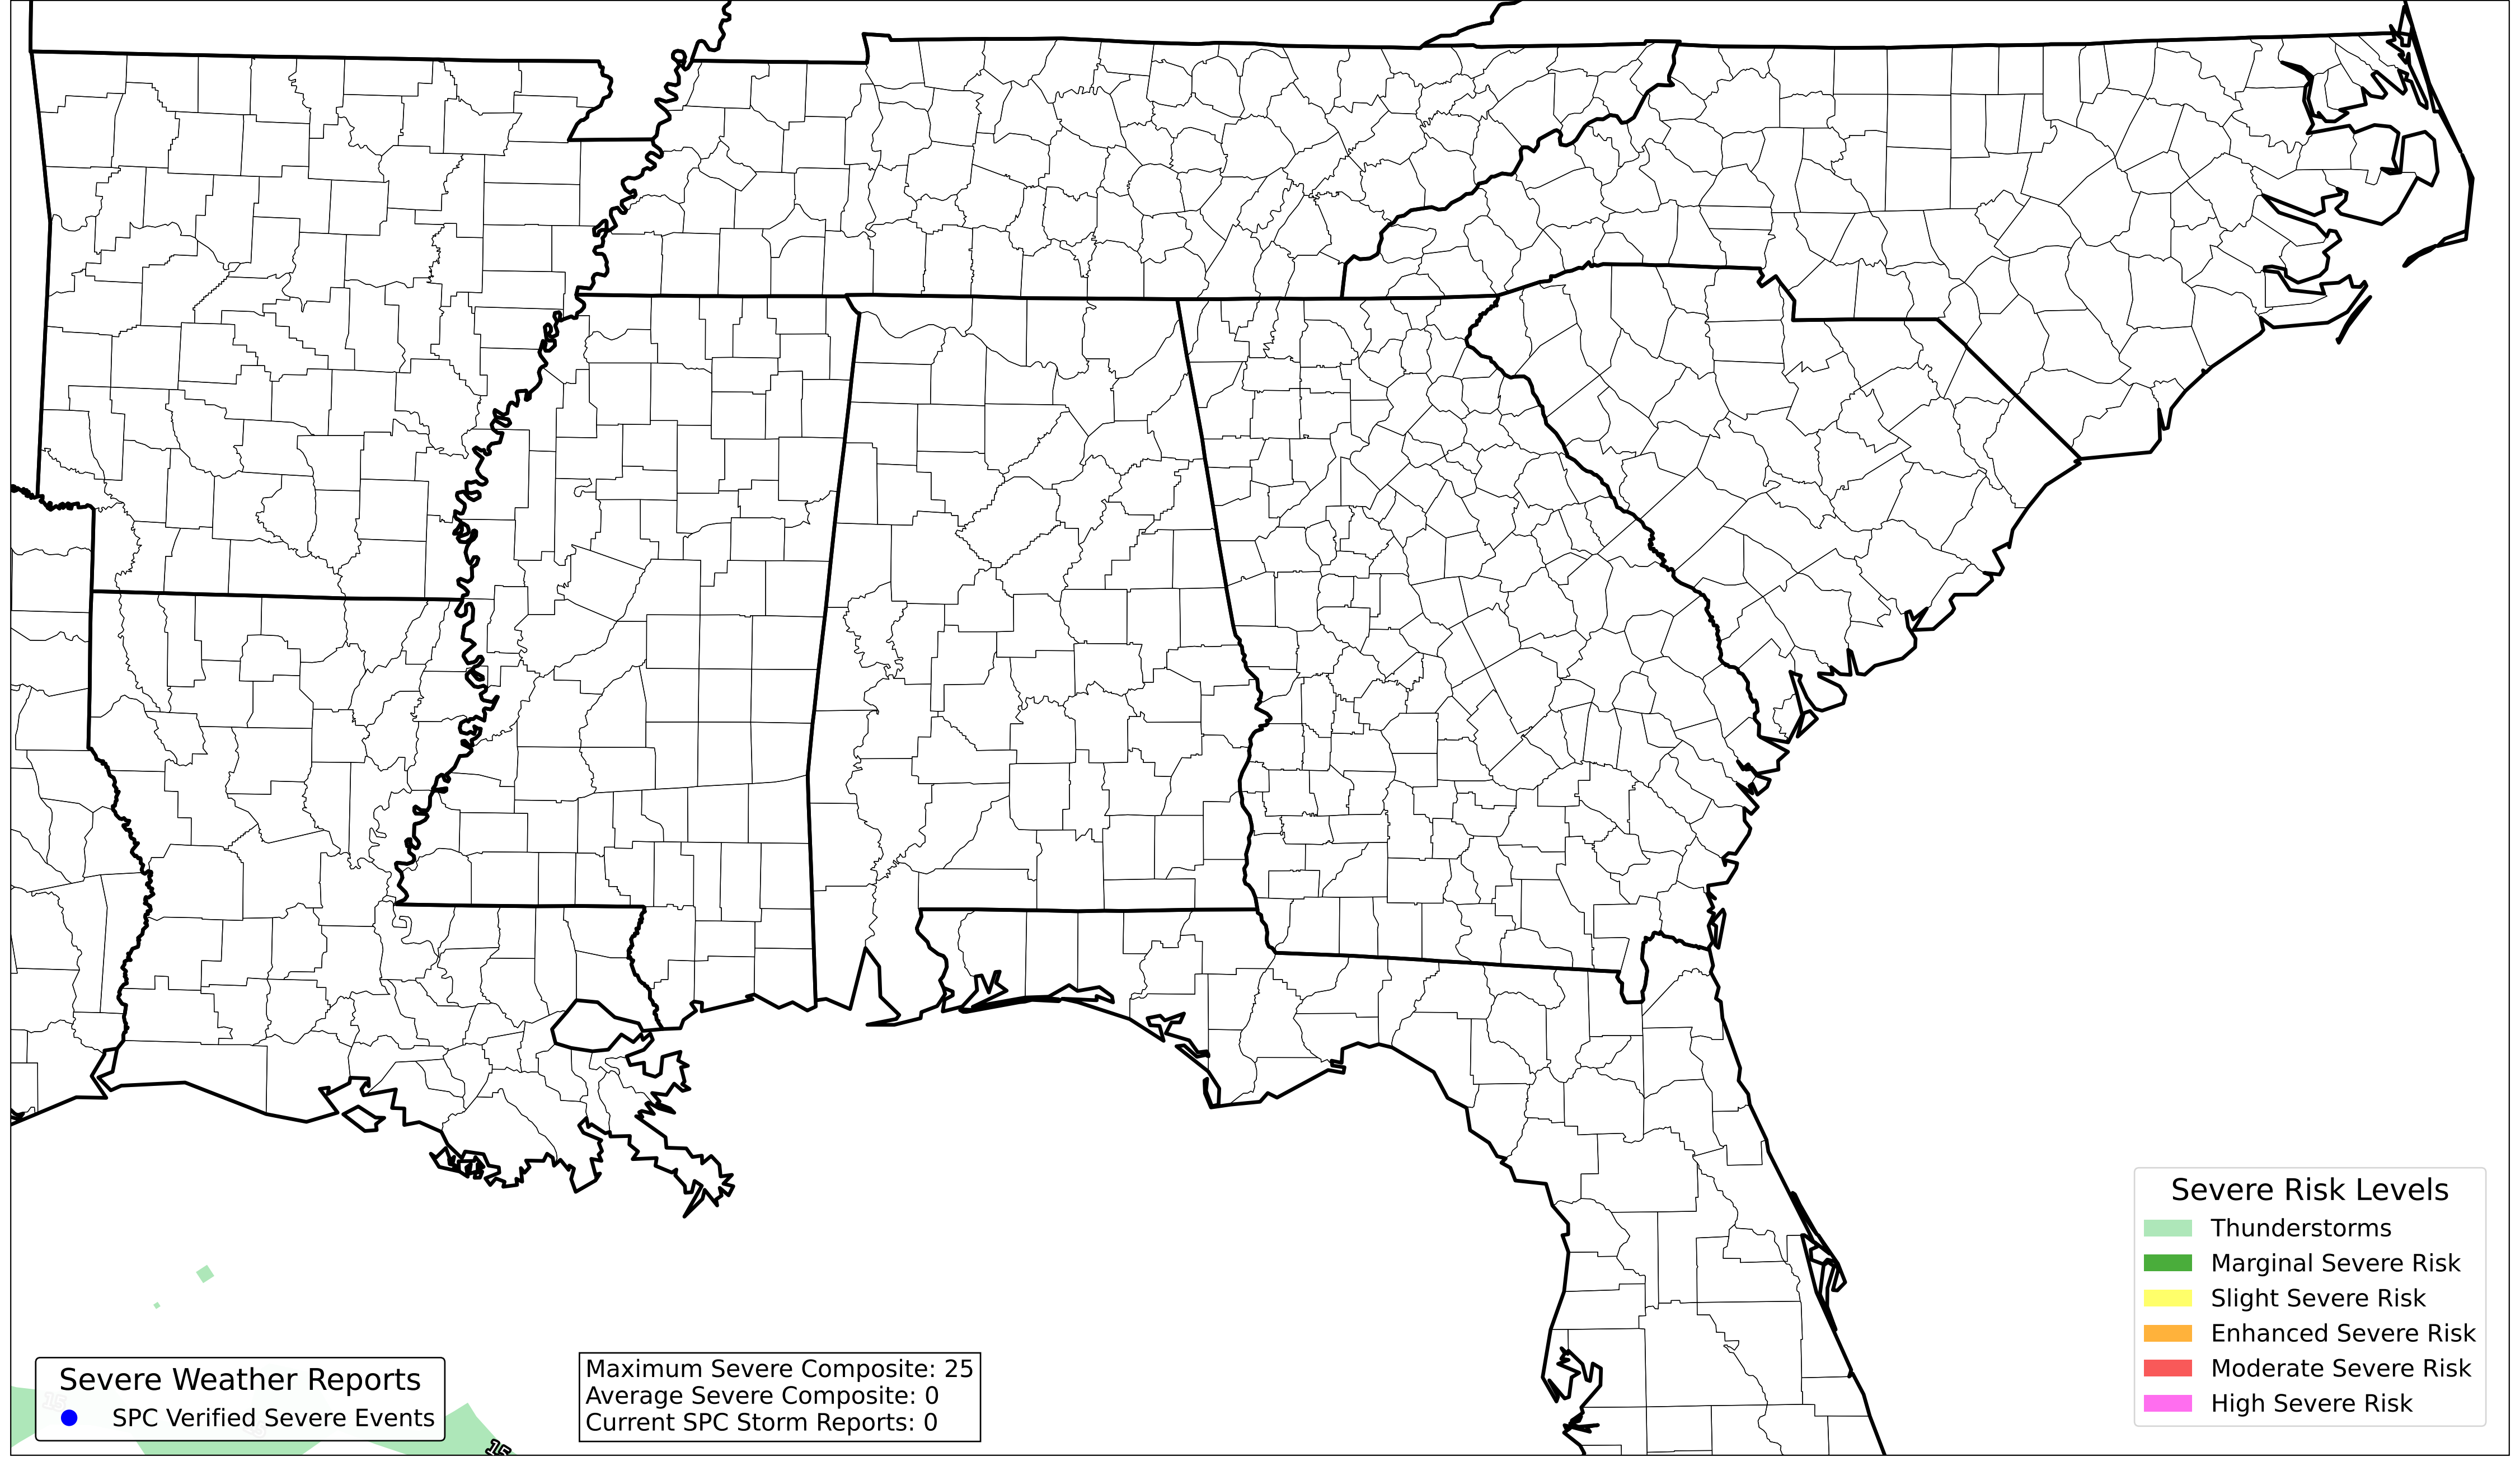 Severe Risk Levels
Thunderstorms
Marginal Severe Risk
Slight Severe Risk
Enhanced Severe Risk
Moderate Severe Risk
High Severe Risk
Severe Weather Reports
SPC Verified Severe Events
Maximum Severe Composite: 25
Average Severe Composite: 0
Current SPC Storm Reports: 0
15
15